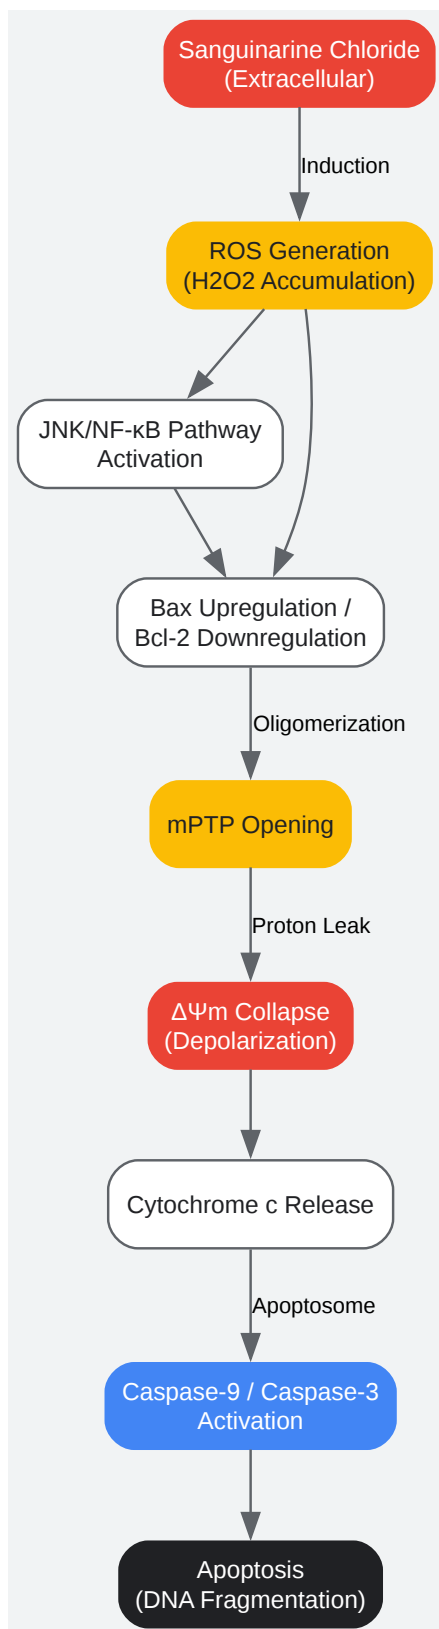 Sanguinarine Chloride
(Extracellular)
Induction
ROS Generation
(H2O2 Accumulation)
JNK/NF-κB Pathway
Activation
Bax Upregulation /
Bcl-2 Downregulation
Oligomerization
mPTP Opening
Proton Leak
ΔΨm Collapse
(Depolarization)
Cytochrome c Release
Apoptosome
Caspase-9 / Caspase-3
Activation
Apoptosis
(DNA Fragmentation)